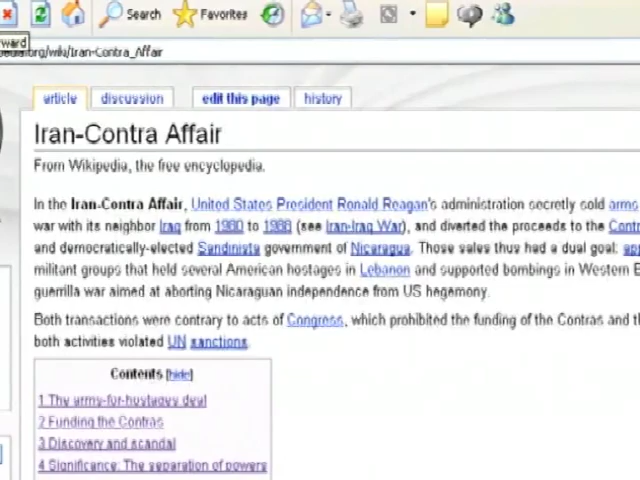 Search Favorites
ward
pedia.org/wiki/Iran-Contra_Affair
article discussion edit this page history
Iran-Contra Affair
From Wikipedia, the free encyclopedia.
In the Iran-Contra Affair, United States President Ronald Reagan's administration secretly sold arms
war with its neighbor Iraq from 1980 to 1988 (see Iran-Iraq War), and diverted the proceeds to the Contr
and democratically-elected Sandinista government of Nicaragua. Those sales thus had a dual goal:
militant groups that held several American hostages in Lebanon and supported bombings in Western E
guerrilla war aimed at aborting Nicaraguan independence from US hegemony.
Both transactions were contrary to acts of Congress, which prohibited the funding of the Contras and th
both activities violated UN sanctions.
Contents [hide]
1 The arms-for-hostages deal
2 Funding the Contras
3 Discovery and scandal
4 Significance: The separation of powers